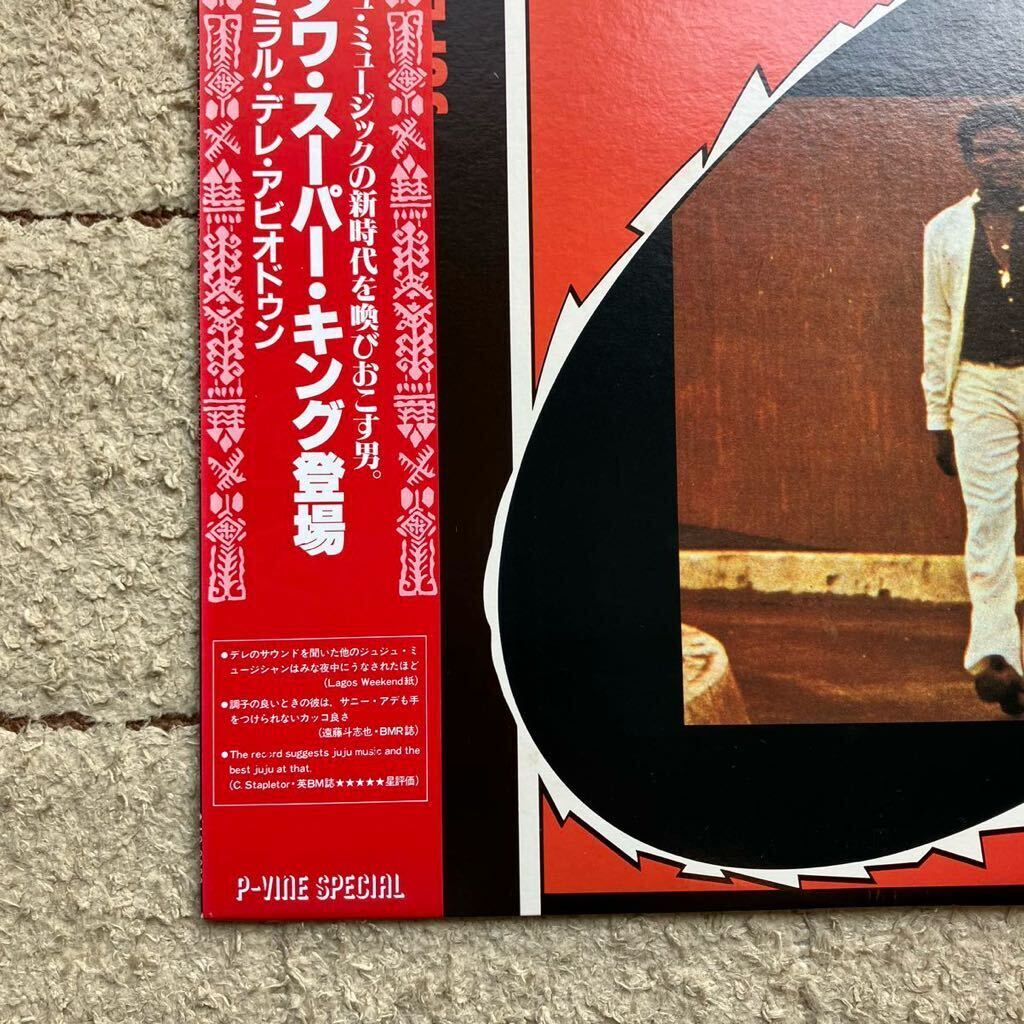 ュ・ミュージックの新時代を喚びおこす男。
ワ・スーパー・キング登場
ミラル・デレ・アビオドゥン
●デレのサウンドを聞いた他のジュジュ・ミ
ュージシャンはみな夜中にうなされたほど
(Lagos Weekend紙)
●調子の良いときの彼は、サニー・アデも手
をつけられないカッコ良さ
(遠藤斗志也・BMR誌)
●The record suggests juju music and the
best juju at that.
(C. Stapletor・英BM誌★★★★★星評価)
P-VINE SPECIAL